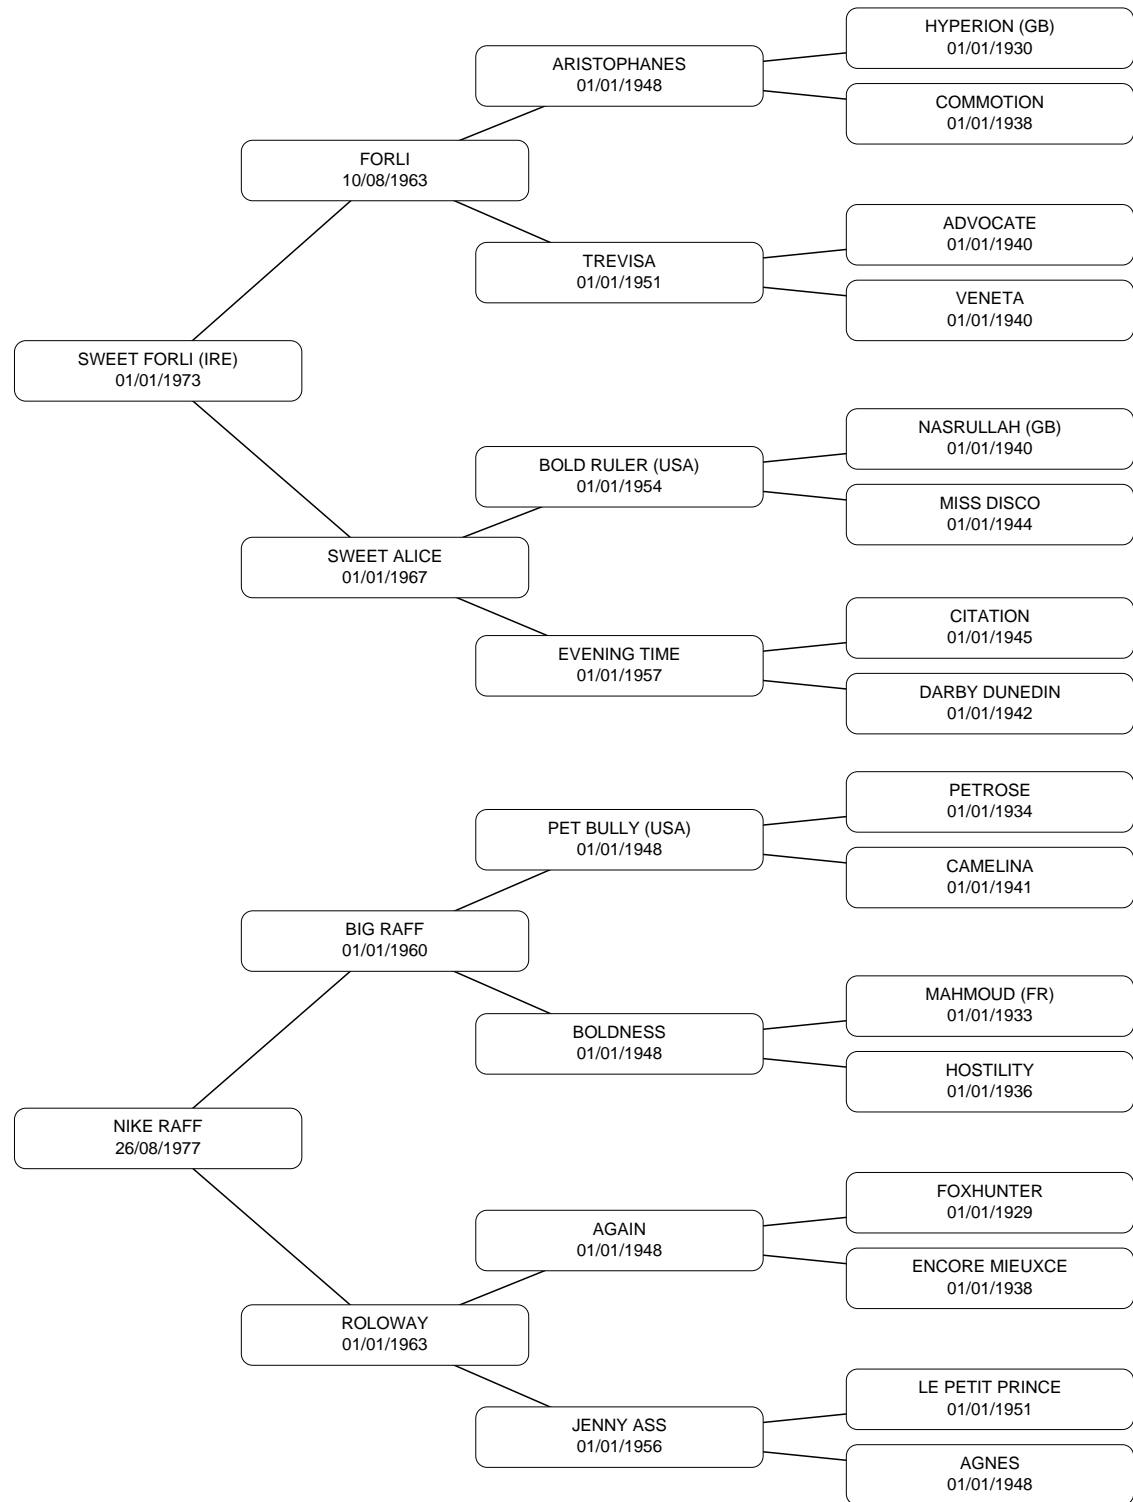 HYPERION (GB)
01/01/1930
ARISTOPHANES
01/01/1948
COMMOTION
01/01/1938
FORLI
10/08/1963
ADVOCATE
01/01/1940
TREVISA
01/01/1951
VENETA
01/01/1940
SWEET FORLI (IRE)
01/01/1973
NASRULLAH (GB)
01/01/1940
BOLD RULER (USA)
01/01/1954
MISS DISCO
01/01/1944
SWEET ALICE
01/01/1967
CITATION
01/01/1945
EVENING TIME
01/01/1957
DARBY DUNEDIN
01/01/1942
PETROSE
01/01/1934
PET BULLY (USA)
01/01/1948
CAMELINA
01/01/1941
BIG RAFF
01/01/1960
MAHMOUD (FR)
01/01/1933
BOLDNESS
01/01/1948
HOSTILITY
01/01/1936
NIKE RAFF
26/08/1977
FOXHUNTER
01/01/1929
AGAIN
01/01/1948
ENCORE MIEUXCE
01/01/1938
ROLOWAY
01/01/1963
LE PETIT PRINCE
01/01/1951
JENNY ASS
01/01/1956
AGNES
01/01/1948